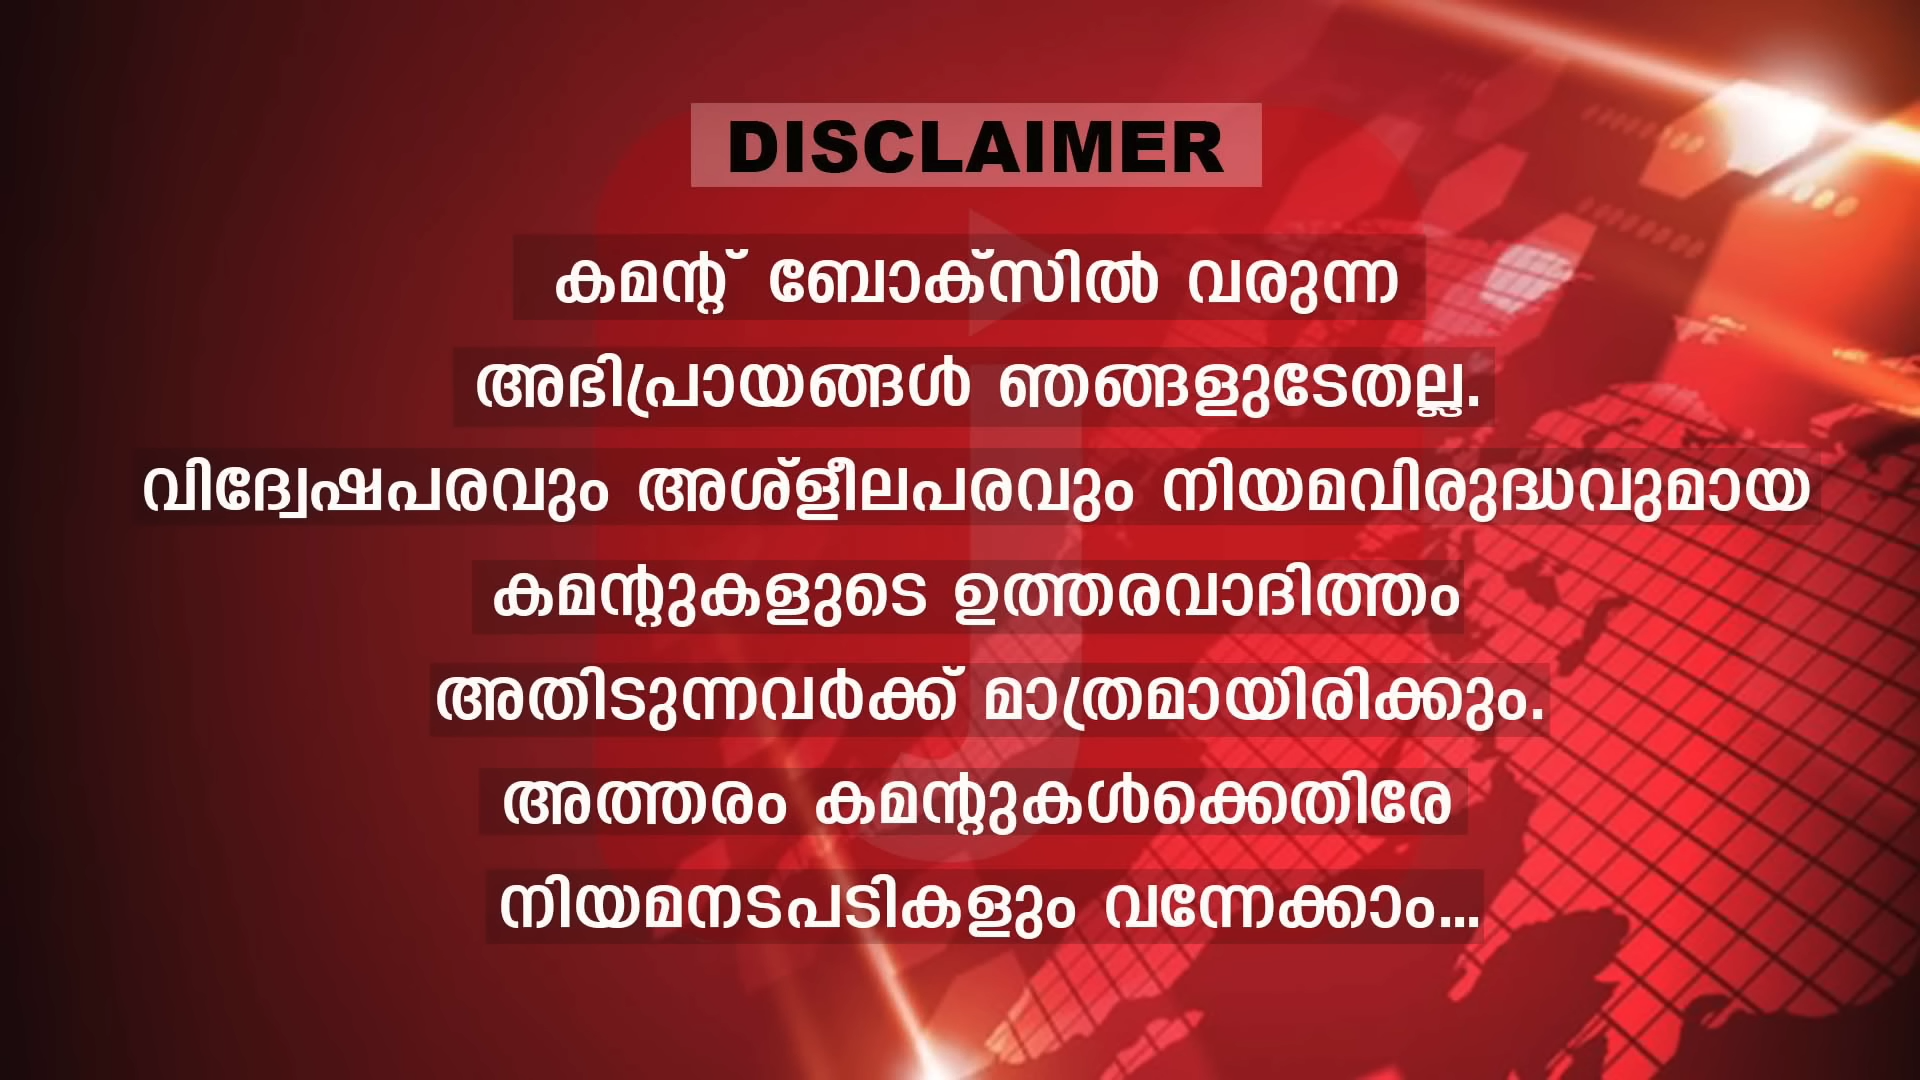 DISCLAIMER
കമന്റ് ബോക്സിൽ വരുന്ന
അഭിപ്രായങ്ങൾ ഞങ്ങളുടേതല്ല.
വിദ്വേഷപരവും അശ്ളീലപരവും നിയമവിരുദ്ധവുമായ
കമന്റുകളുടെ ഉത്തരവാദിത്തം
അതിടുന്നവർക്ക് മാത്രമായിരിക്കും.
അത്തരം കമന്റുകൾക്കെതിരേ
നിയമനടപടികളും വന്നേക്കാം...